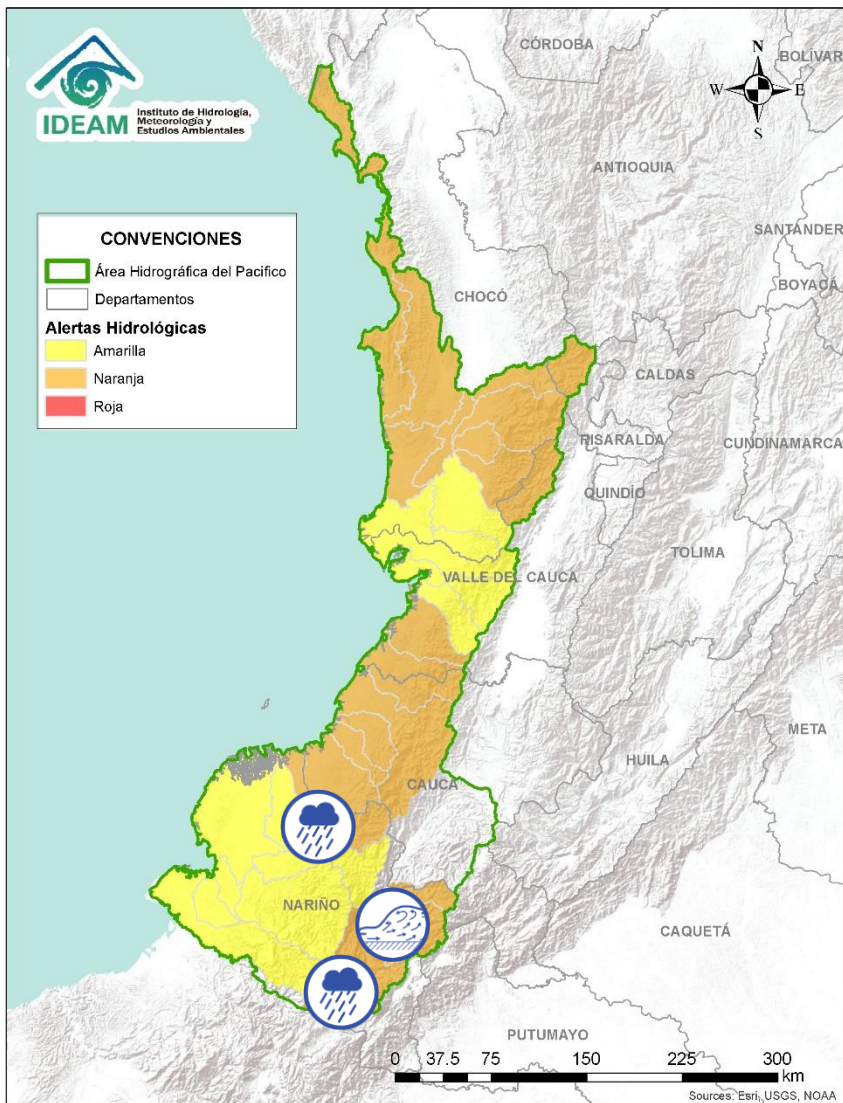 IDEAM
Instituto de Hidrología,
Meteorología y
Estudios Ambientales
CÓRDOBA
BOLÍVAR
N
W
E
S
ANTIOQUIA
SANTANDER
BOYACÁ
CONVENCIONES
Área Hidrográfica del Pacifico
Departamentos
Alertas Hidrológicas
Amarilla
Naranja
Roja
CHOCÓ
CALDAS
RISARALDA
CUNDINAMARCA
QUINDÍO
TOLIMA
VALLE DEL CAUCA
META
HUILA
CAUCA
NARIÑO
CAQUETÁ
PUTUMAYO
0 37.5 75 150 225 300
km
Sources: Esri, USGS, NOAA